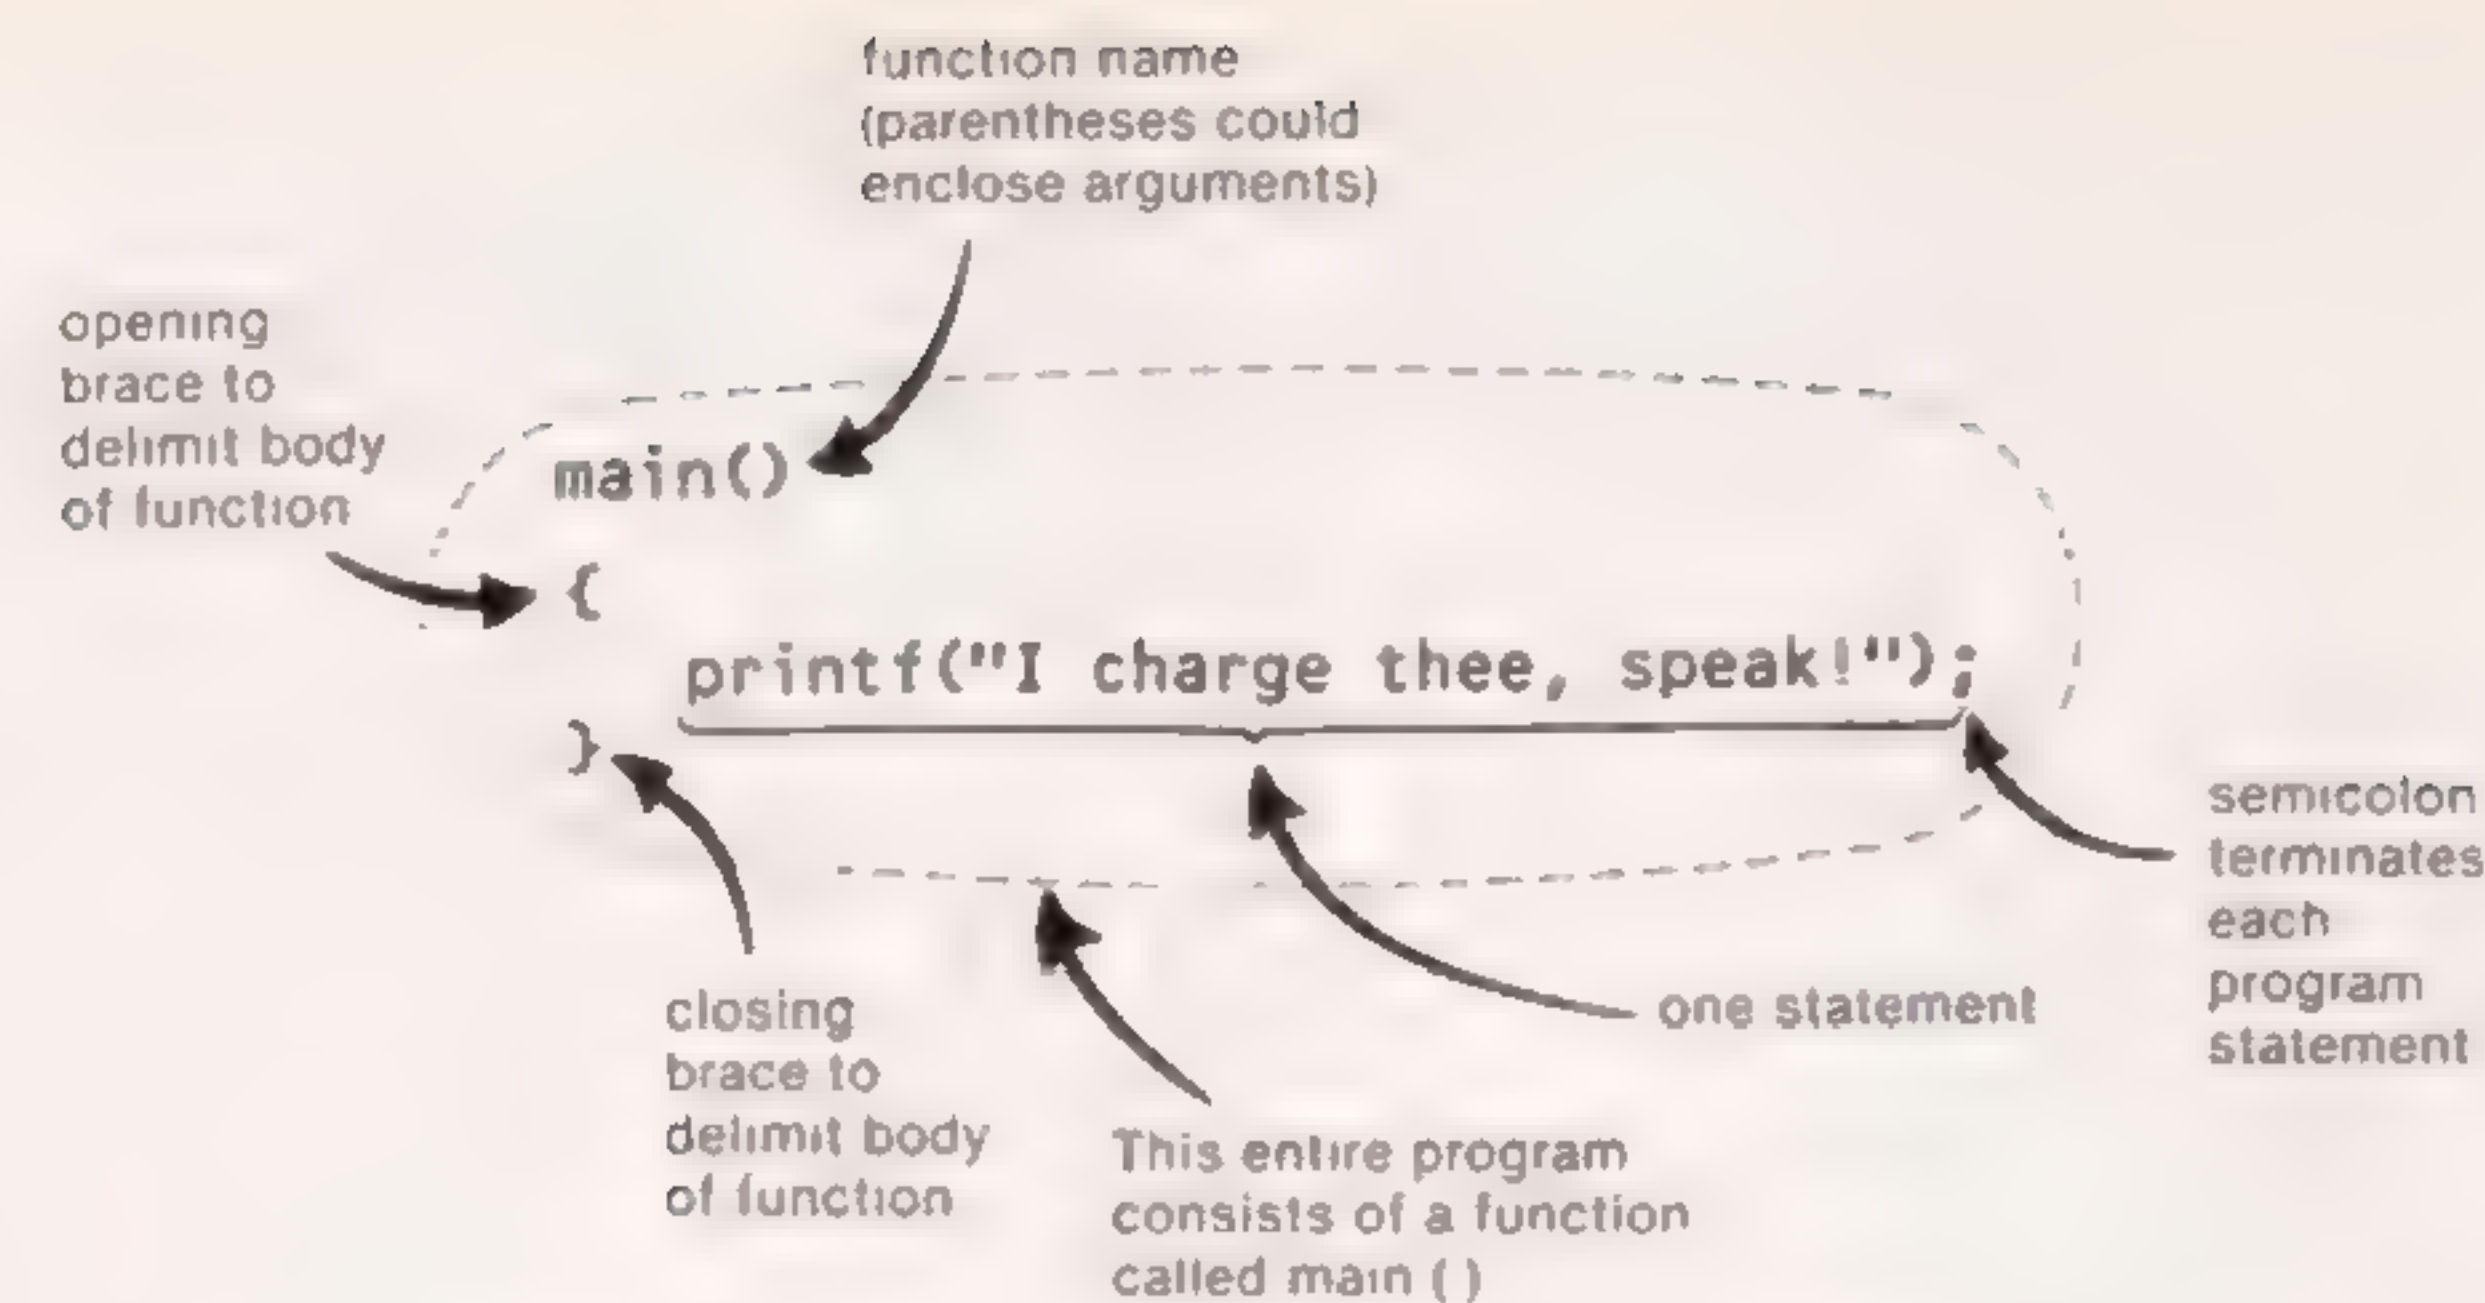 function name
(parentheses could
enclose arguments)
opening
brace to
delimit body
of function
main()
{
printf("I charge thee, speak!");
}
semicolon
terminates
each
program
statement
one statement
closing
brace to
delimit body
of function
This entire program
consists of a function
called main ( )